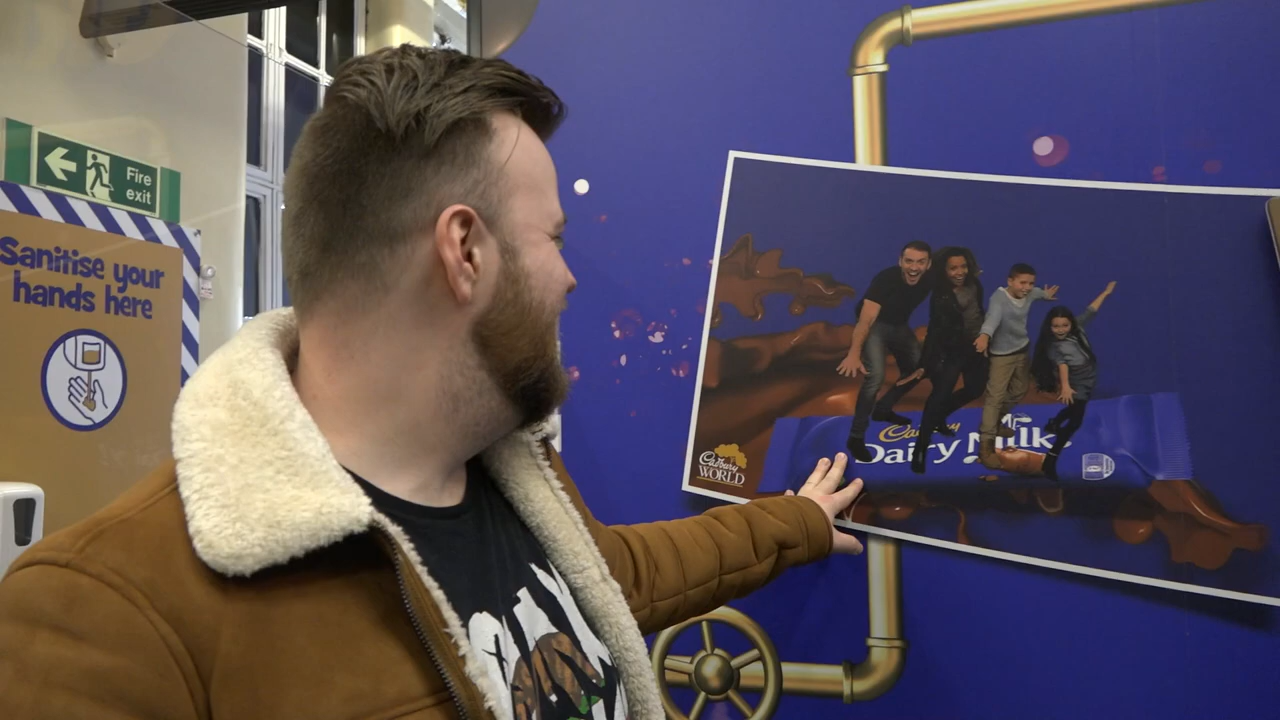 Fire
exit
Sanitise your
hands here
Cadbury
Dairy Milk
Cadbury
WORLD